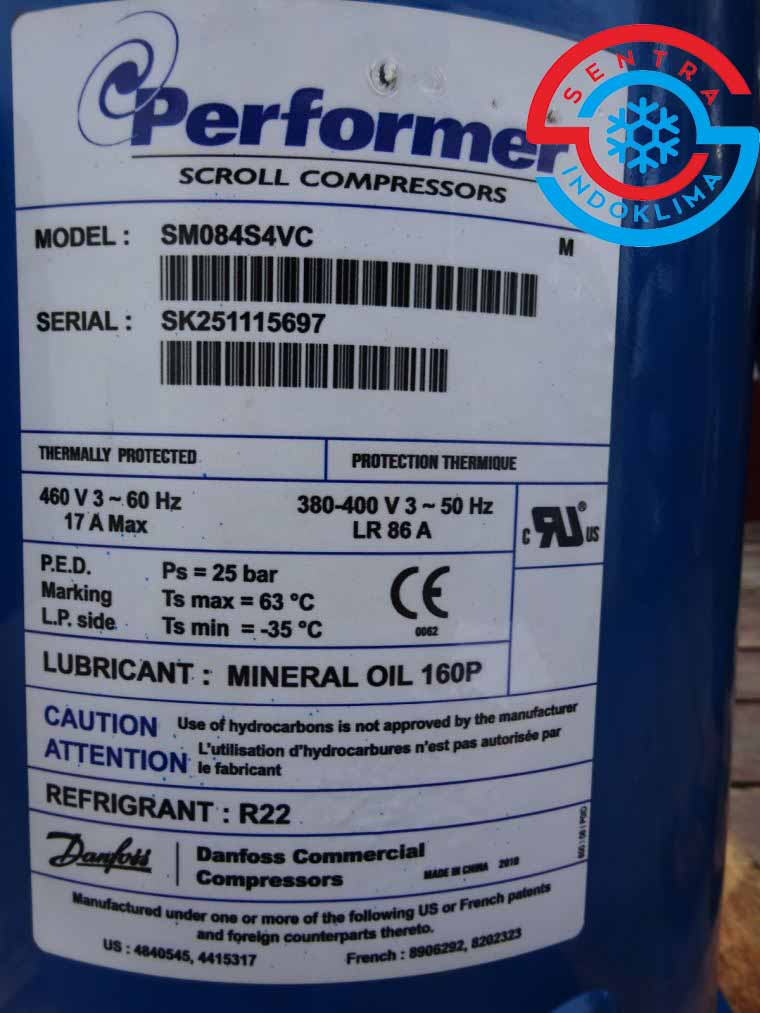 Performer
SCROLL COMPRESSORS
SENTRA
INDOKLIMA
MODEL : SM084S4VC M
SERIAL : SK251115697
THERMALLY PROTECTED PROTECTION THERMIQUE
460 V 3 ~ 60 Hz 380-400 V 3 ~ 50 Hz
17 A Max LR 86 A
c RU ® US
P.E.D. Ps = 25 bar
Marking Ts max = 63 °C CE
L.P. side Ts min = -35 °C 0062
LUBRICANT : MINERAL OIL 160P
CAUTION Use of hydrocarbons is not approved by the manufacturer
ATTENTION L'utilisation d'hydrocarbures n'est pas autorisée par
le fabricant
REFRIGRANT : R22
Danfoss Danfoss Commercial
Compressors MADE IN CHINA 2010
Manufactured under one or more of the following US or French patents
and foreign counterparts thereto.
US : 4840545, 4415317 French : 8906292, 8202323